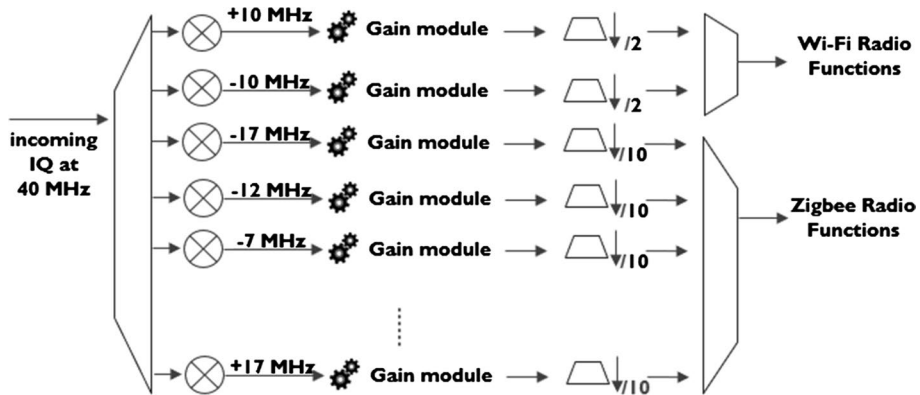 +10 MHz Gain module /2
-10 MHz Gain module /2
Wi-Fi Radio
Functions
incoming
IQ at
40 MHz
-17 MHz Gain module /10
-12 MHz Gain module /10
-7 MHz Gain module /10
Zigbee Radio
Functions
+17 MHz Gain module /10